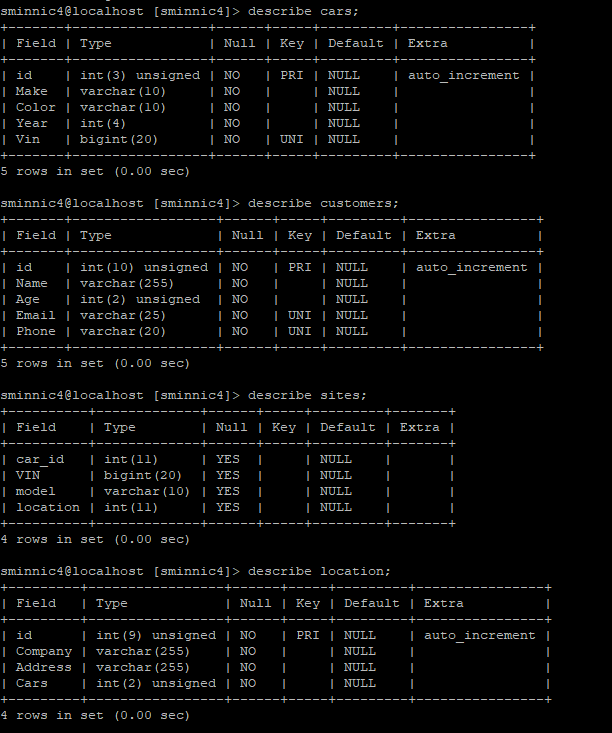 sminnic4@localhost [sminnic4]> describe cars;
+-------+-----------------+------+-----+---------+----------------+
| Field | Type            | Null | Key | Default | Extra          |
+-------+-----------------+------+-----+---------+----------------+
| id    | int(3) unsigned | NO   | PRI | NULL    | auto_increment |
| Make  | varchar(10)     | NO   |     | NULL    |                |
| Color | varchar(10)     | NO   |     | NULL    |                |
| Year  | int(4)          | NO   |     | NULL    |                |
| Vin   | bigint(20)      | NO   | UNI | NULL    |                |
+-------+-----------------+------+-----+---------+----------------+
5 rows in set (0.00 sec)

sminnic4@localhost [sminnic4]> describe customers;
+-------+------------------+------+-----+---------+----------------+
| Field | Type             | Null | Key | Default | Extra          |
+-------+------------------+------+-----+---------+----------------+
| id    | int(10) unsigned | NO   | PRI | NULL    | auto_increment |
| Name  | varchar(255)     | NO   |     | NULL    |                |
| Age   | int(2) unsigned  | NO   |     | NULL    |                |
| Email | varchar(25)      | NO   | UNI | NULL    |                |
| Phone | varchar(20)      | NO   | UNI | NULL    |                |
+-------+------------------+------+-----+---------+----------------+
5 rows in set (0.00 sec)

sminnic4@localhost [sminnic4]> describe sites;
+----------+-------------+------+-----+---------+-------+
| Field    | Type        | Null | Key | Default | Extra |
+----------+-------------+------+-----+---------+-------+
| car_id   | int(11)     | YES  |     | NULL    |       |
| VIN      | bigint(20)  | YES  |     | NULL    |       |
| model    | varchar(10) | YES  |     | NULL    |       |
| location | int(11)     | YES  |     | NULL    |       |
+----------+-------------+------+-----+---------+-------+
4 rows in set (0.00 sec)

sminnic4@localhost [sminnic4]> describe location;
+---------+-----------------+------+-----+---------+----------------+
| Field   | Type            | Null | Key | Default | Extra          |
+---------+-----------------+------+-----+---------+----------------+
| id      | int(9) unsigned | NO   | PRI | NULL    | auto_increment |
| Company | varchar(255)    | NO   |     | NULL    |                |
| Address | varchar(255)    | NO   |     | NULL    |                |
| Cars    | int(2) unsigned | NO   |     | NULL    |                |
+---------+-----------------+------+-----+---------+----------------+
4 rows in set (0.00 sec)